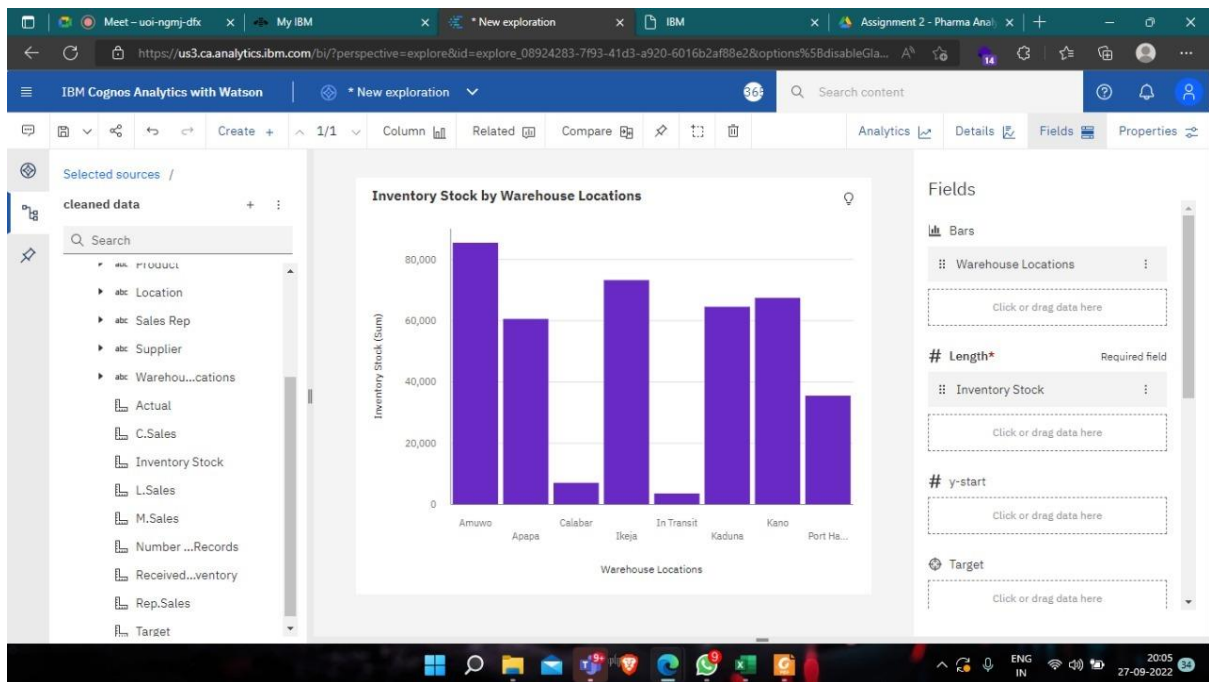 Meet – uoi-ngmj-dfx
My IBM
* New exploration
IBM
Assignment 2 - Pharma Analy
https://us3.ca.analytics.ibm.com/bi/?perspective=explore&id=explore_08924283-7f93-41d3-a920-6016b2af88e2&options%5BdisableGla...
14
IBM Cognos Analytics with Watson
* New exploration
Search content
1/1
Create +
Column
Related
Compare
Analytics
Details
Fields
Properties
Selected sources /
cleaned data
Search
abc Product
abc Location
abc Sales Rep
abc Supplier
abc Warehou...cations
Actual
C.Sales
Inventory Stock
L.Sales
M.Sales
Number ...Records
Received...ventory
Rep.Sales
Target
Inventory Stock by Warehouse Locations
80,000
60,000
40,000
20,000
0
Inventory Stock (Sum)
Amuwo
Apapa
Calabar
Ikeja
In Transit
Kaduna
Kano
Port Ha...
Warehouse Locations
Fields
Bars
Warehouse Locations
Click or drag data here
# Length*
Required field
Inventory Stock
Click or drag data here
# y-start
Click or drag data here
Target
Click or drag data here
ENG
IN
20:05
27-09-2022
34